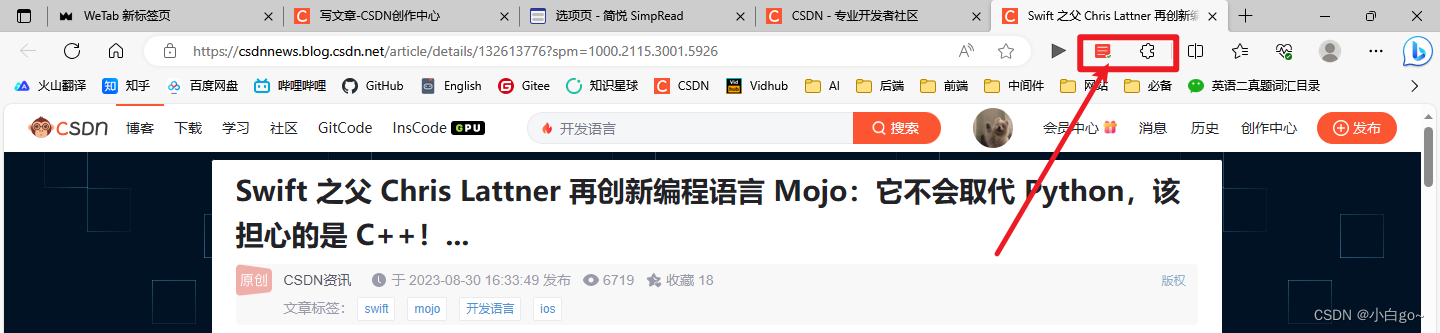 WeTab 新标签页
写文章-CSDN创作中心
选项页 - 简悦 SimpRead
CSDN - 专业开发者社区
Swift 之父 Chris Lattner 再创新编
https://csdnnews.blog.csdn.net/article/details/132613776?spm=1000.2115.3001.5926
火山翻译 知 知乎 百度网盘 哔哩哔哩 GitHub English G Gitee 知识星球 C CSDN Vid hub Vidhub AI 后端 前端 中间件 网站 必备 英语二真题词汇目录
CSDN 博客 下载 学习 社区 GitCode InsCode GPU 开发语言 搜索 会员中心 消息 历史 创作中心 发布
Swift 之父 Chris Lattner 再创新编程语言 Mojo：它不会取代 Python，该
担心的是 C++！...
原创 CSDN资讯 于 2023-08-30 16:33:49 发布 6719 收藏 18 版权
文章标签： swift mojo 开发语言 ios
CSDN @小白go~